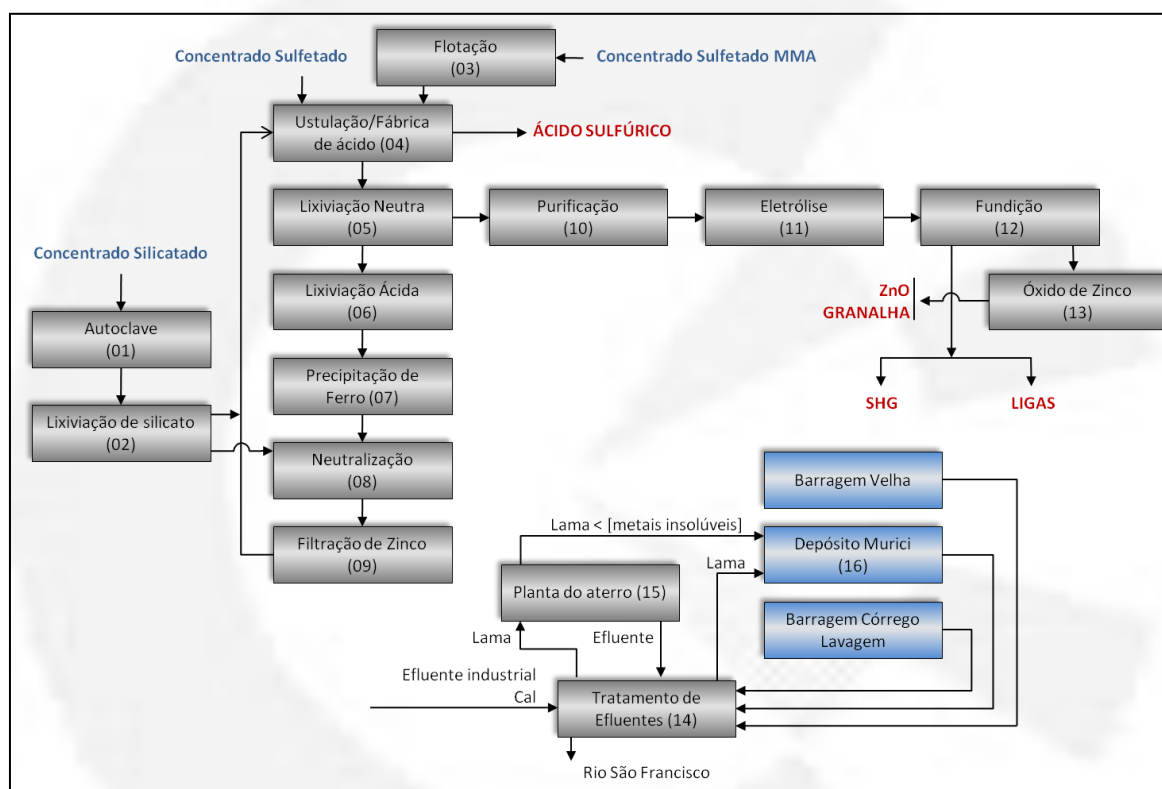 Flotação
(03)
Concentrado Sulfetado
Concentrado Sulfetado MMA
Ustulação/Fábrica
de ácido (04)
ÁCIDO SULFÚRICO
Lixiviação Neutra
(05)
Purificação
(10)
Eletrólise
(11)
Fundição
(12)
Concentrado Silicatado
Lixiviação Ácida
(06)
ZnO
GRANALHA
Óxido de Zinco
(13)
Autoclave
(01)
Precipitação de
Ferro (07)
SHG
LIGAS
Lixiviação de silicato
(02)
Neutralização
(08)
Barragem Velha
Filtração de Zinco
(09)
Lama < [metais insolúveis]
Depósito Murici
(16)
Lama
Planta do aterro (15)
Barragem Córrego
Lavagem
Lama
Efluente
Efluente industrial
Cal
Tratamento de
Efluentes (14)
Rio São Francisco